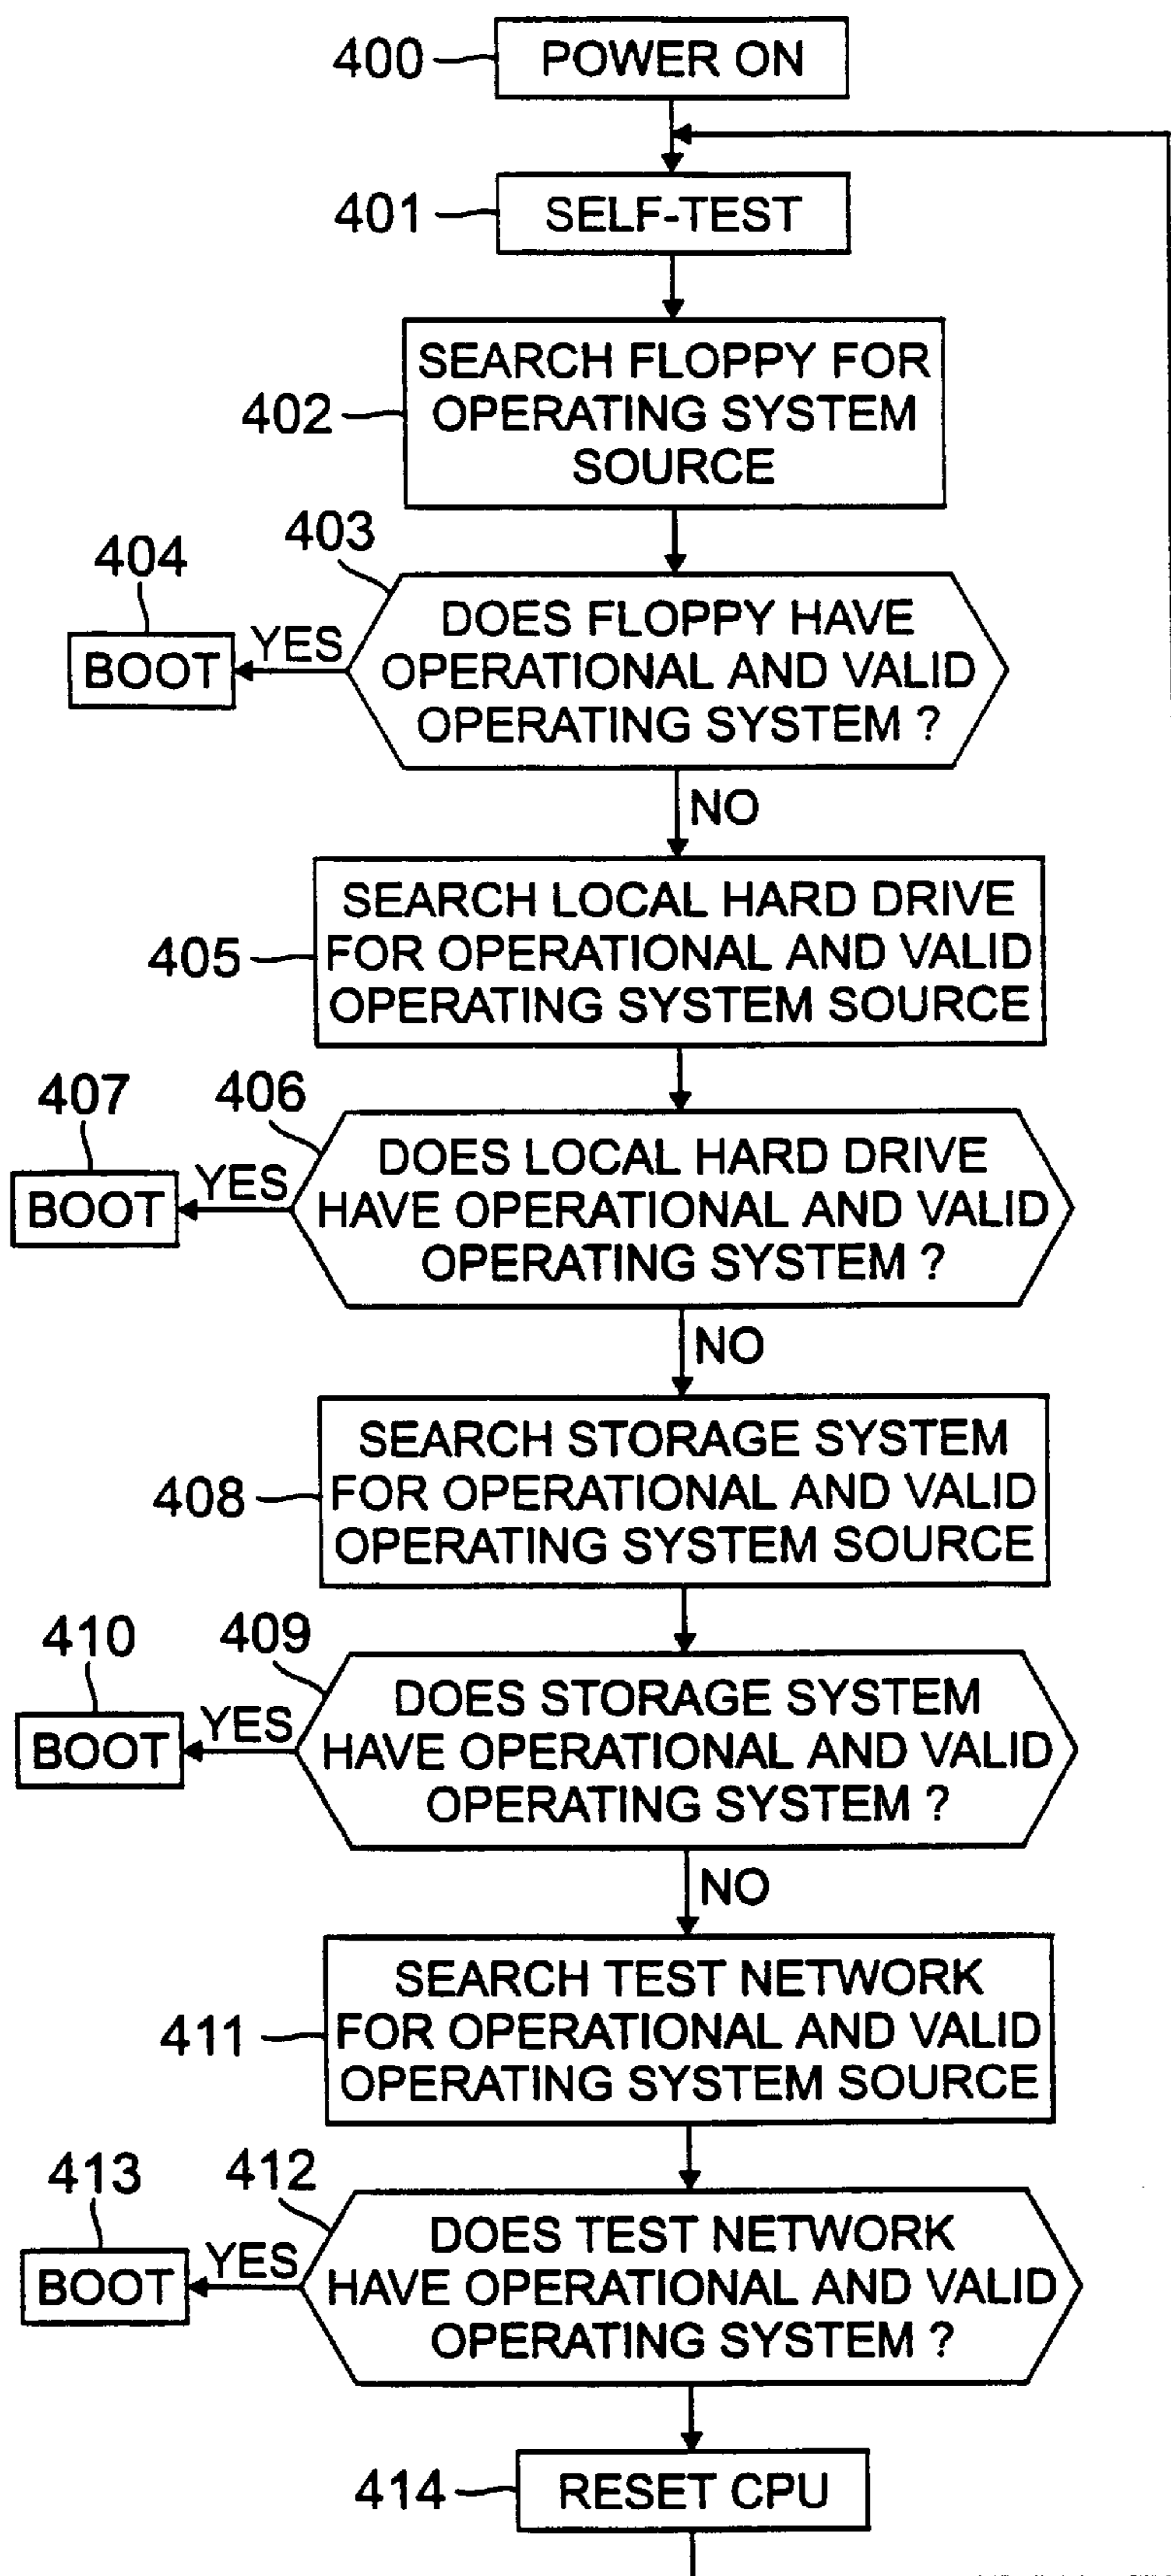 400 POWER ON
401 SELF-TEST
402
SEARCH FLOPPY FOR
OPERATING SYSTEM
SOURCE
403
404
BOOT
YES
DOES FLOPPY HAVE
OPERATIONAL AND VALID
OPERATING SYSTEM ?
NO
405
SEARCH LOCAL HARD DRIVE
FOR OPERATIONAL AND VALID
OPERATING SYSTEM SOURCE
406
407
BOOT
YES
DOES LOCAL HARD DRIVE
HAVE OPERATIONAL AND VALID
OPERATING SYSTEM ?
NO
408
SEARCH STORAGE SYSTEM
FOR OPERATIONAL AND VALID
OPERATING SYSTEM SOURCE
409
410
BOOT
YES
DOES STORAGE SYSTEM
HAVE OPERATIONAL AND VALID
OPERATING SYSTEM ?
NO
411
SEARCH TEST NETWORK
FOR OPERATIONAL AND VALID
OPERATING SYSTEM SOURCE
412
413
BOOT
YES
DOES TEST NETWORK
HAVE OPERATIONAL AND VALID
OPERATING SYSTEM ?
414 RESET CPU